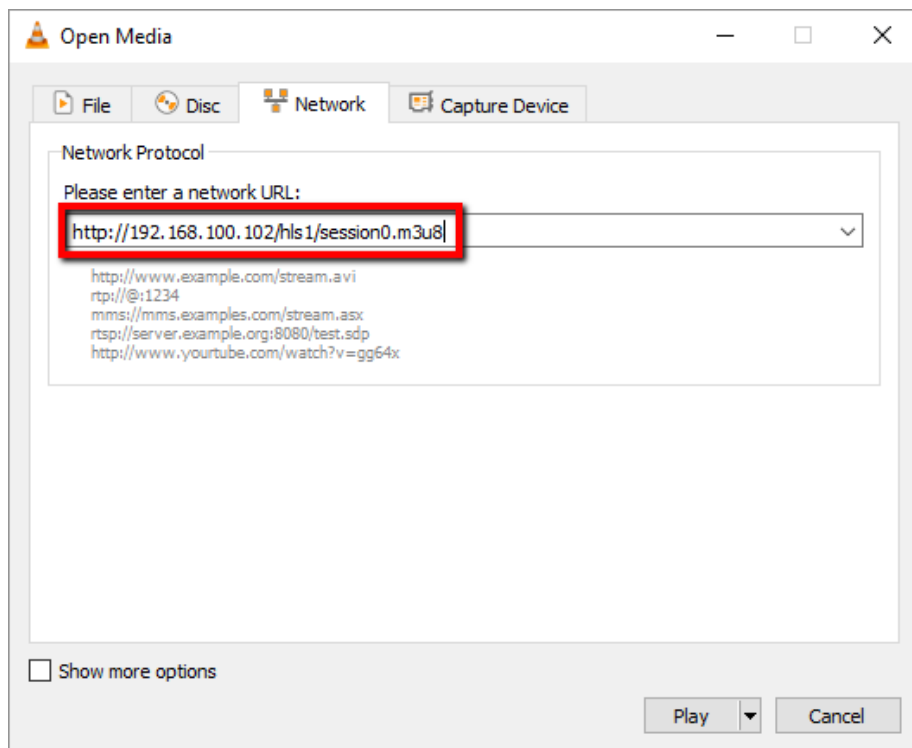 Open Media
File Disc Network Capture Device
Network Protocol
Please enter a network URL:
http://192.168.100.102/hls1/session0.m3u8
http://www.example.com/stream.avi
rtp://@:1234
mms://mms.examples.com/stream.asx
rtsp://server.example.org:8080/test.sdp
http://www.yourtube.com/watch?v=gg64x
Show more options
Play Cancel